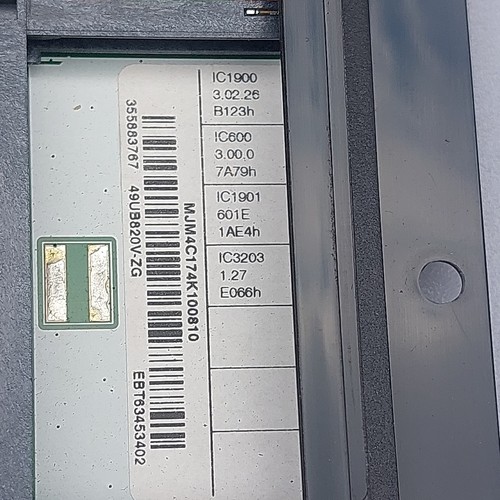 IC1900
3.02.26
B123h
IC600
3.00.0
7A79h
IC1901
601E
1AE4h
IC3203
1.27
E066h
MJM4C174K100810
355883767 49UB820V-ZG
EBT63453402